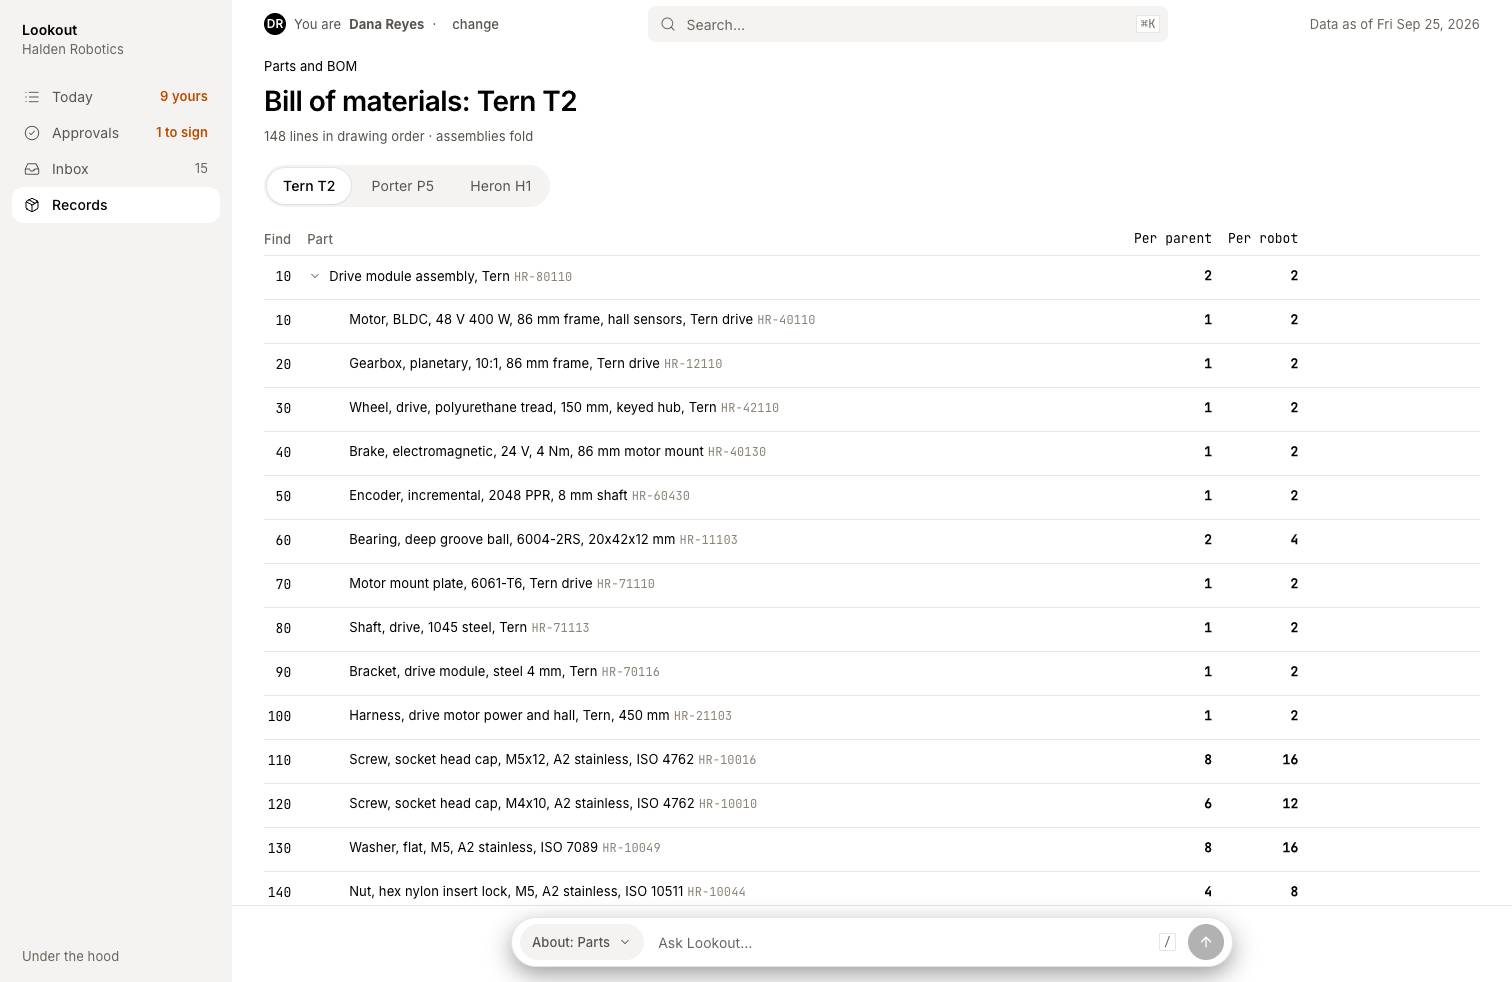 Lookout
Halden Robotics
Today 9 yours
Approvals 1 to sign
Inbox 15
Records
Under the hood
DR You are Dana Reyes · change
Search... ⌘K
Data as of Fri Sep 25, 2026
Parts and BOM
Bill of materials: Tern T2
148 lines in drawing order · assemblies fold
Tern T2 Porter P5 Heron H1
Find Part Per parent Per robot
10 Drive module assembly, Tern HR-80110 2 2
10 Motor, BLDC, 48 V 400 W, 86 mm frame, hall sensors, Tern drive HR-40110 1 2
20 Gearbox, planetary, 10:1, 86 mm frame, Tern drive HR-12110 1 2
30 Wheel, drive, polyurethane tread, 150 mm, keyed hub, Tern HR-42110 1 2
40 Brake, electromagnetic, 24 V, 4 Nm, 86 mm motor mount HR-40130 1 2
50 Encoder, incremental, 2048 PPR, 8 mm shaft HR-60430 1 2
60 Bearing, deep groove ball, 6004-2RS, 20x42x12 mm HR-11103 2 4
70 Motor mount plate, 6061-T6, Tern drive HR-71110 1 2
80 Shaft, drive, 1045 steel, Tern HR-71113 1 2
90 Bracket, drive module, steel 4 mm, Tern HR-70116 1 2
100 Harness, drive motor power and hall, Tern, 450 mm HR-21103 1 2
110 Screw, socket head cap, M5x12, A2 stainless, ISO 4762 HR-10016 8 16
120 Screw, socket head cap, M4x10, A2 stainless, ISO 4762 HR-10010 6 12
130 Washer, flat, M5, A2 stainless, ISO 7089 HR-10049 8 16
140 Nut, hex nylon insert lock, M5, A2 stainless, ISO 10511 HR-10044 4 8
About: Parts Ask Lookout... /